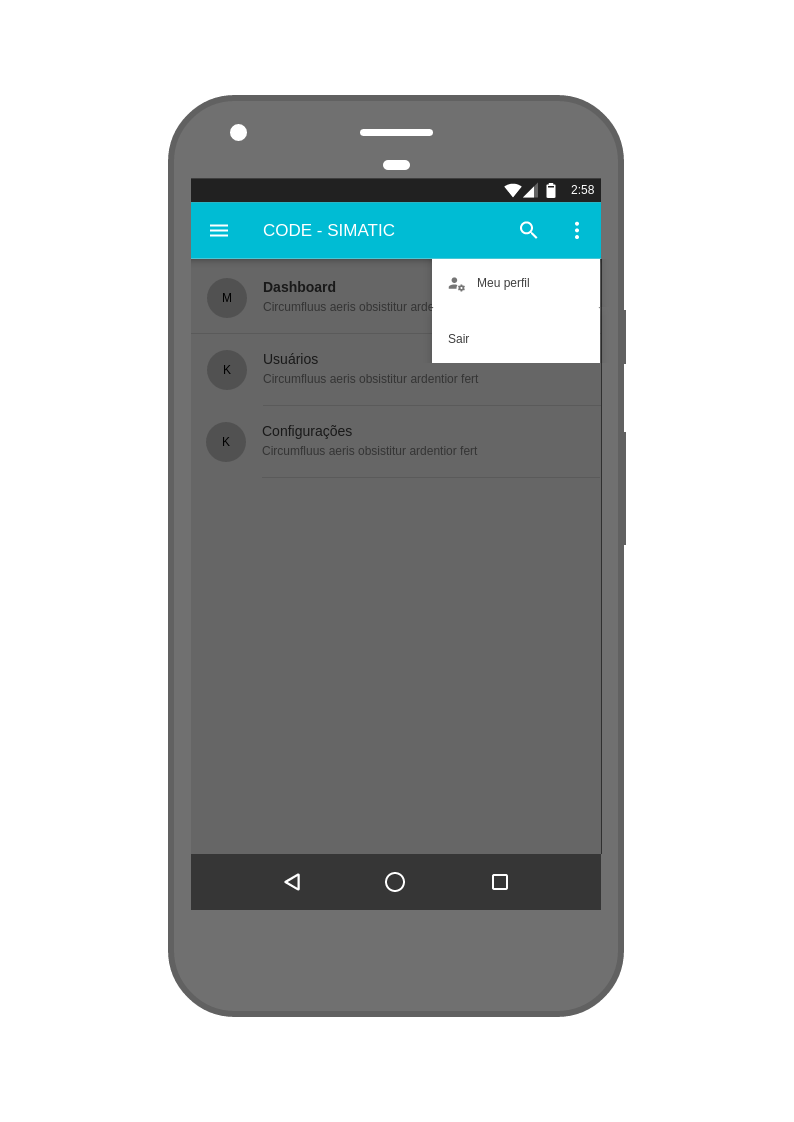 2:58
CODE - SIMATIC
Meu perfil
Sair
M
Dashboard
Circumfluus aeris obsistitur arde
K
Usuários
Circumfluus aeris obsistitur ardentior fert
K
Configurações
Circumfluus aeris obsistitur ardentior fert